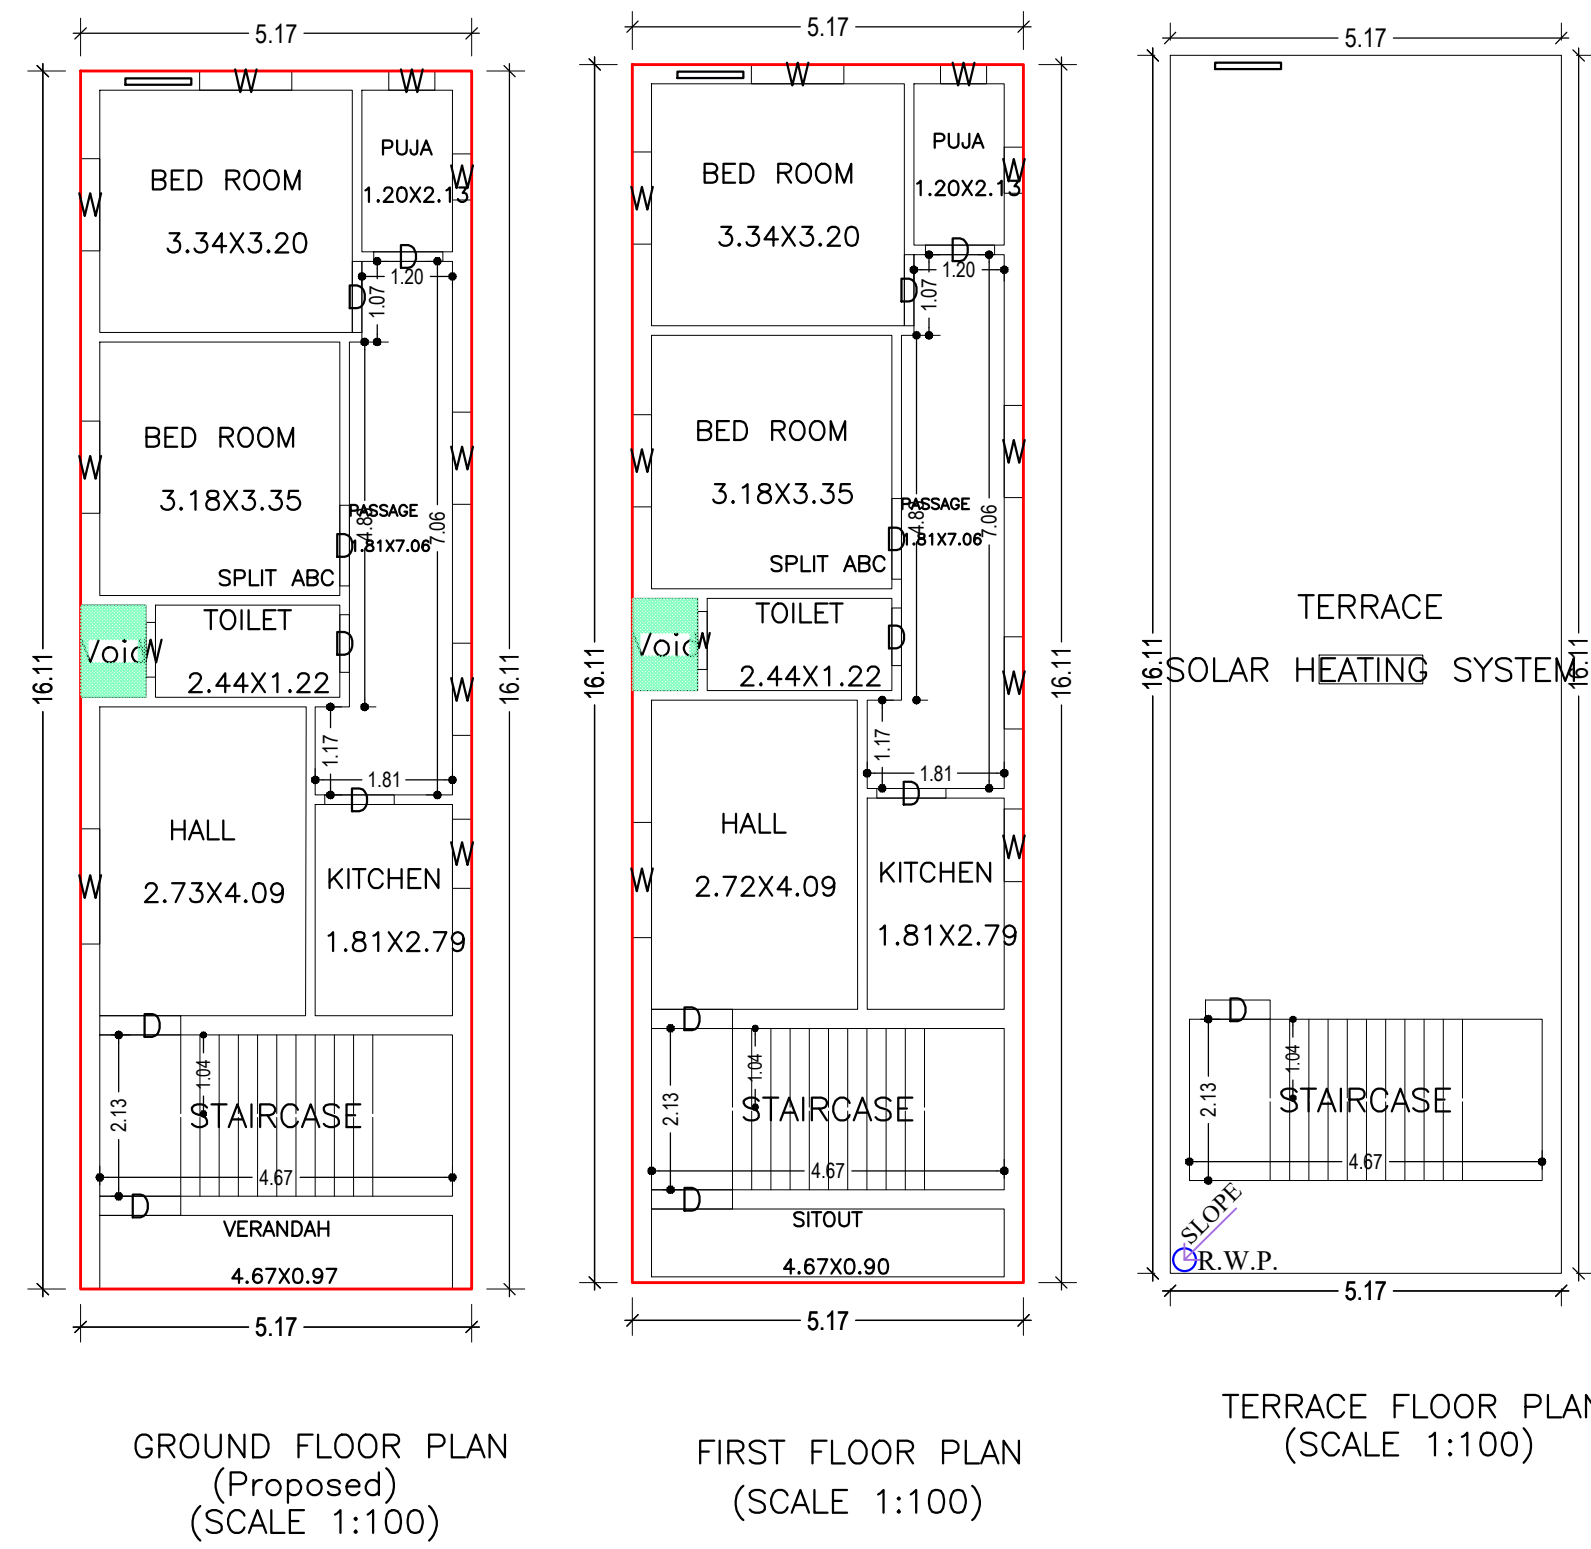 5.17
W
W
PUJA
1.20X2.13
W
BED ROOM
3.34X3.20
W
D
1.20
1.07
D
BED ROOM
3.18X3.35
W
W
PASSAGE
1.81X7.06
7.06
D
SPLIT ABC
TOILET
2.44X1.22
D
W
W
16.11
16.11
1.17
1.81
D
HALL
2.73X4.09
W
KITCHEN
1.81X2.79
W
D
1.04
2.13
STAIRCASE
4.67
D
VERANDAH
4.67X0.97
5.17
GROUND FLOOR PLAN
(Proposed)
(SCALE 1:100)
5.17
W
W
PUJA
1.20X2.13
W
BED ROOM
3.34X3.20
W
D
1.20
1.07
D
BED ROOM
3.18X3.35
W
W
PASSAGE
1.81X7.06
7.06
D
SPLIT ABC
TOILET
2.44X1.22
D
W
W
16.11
16.11
1.17
1.81
D
HALL
2.72X4.09
W
KITCHEN
1.81X2.79
W
D
1.04
2.13
STAIRCASE
4.67
D
SITOUT
4.67X0.90
5.17
FIRST FLOOR PLAN
(SCALE 1:100)
5.17
TERRACE
SOLAR HEATING SYSTEM
16.11
16.11
D
1.04
2.13
STAIRCASE
4.67
SLOPE
R.W.P.
5.17
TERRACE FLOOR PLAN
(SCALE 1:100)